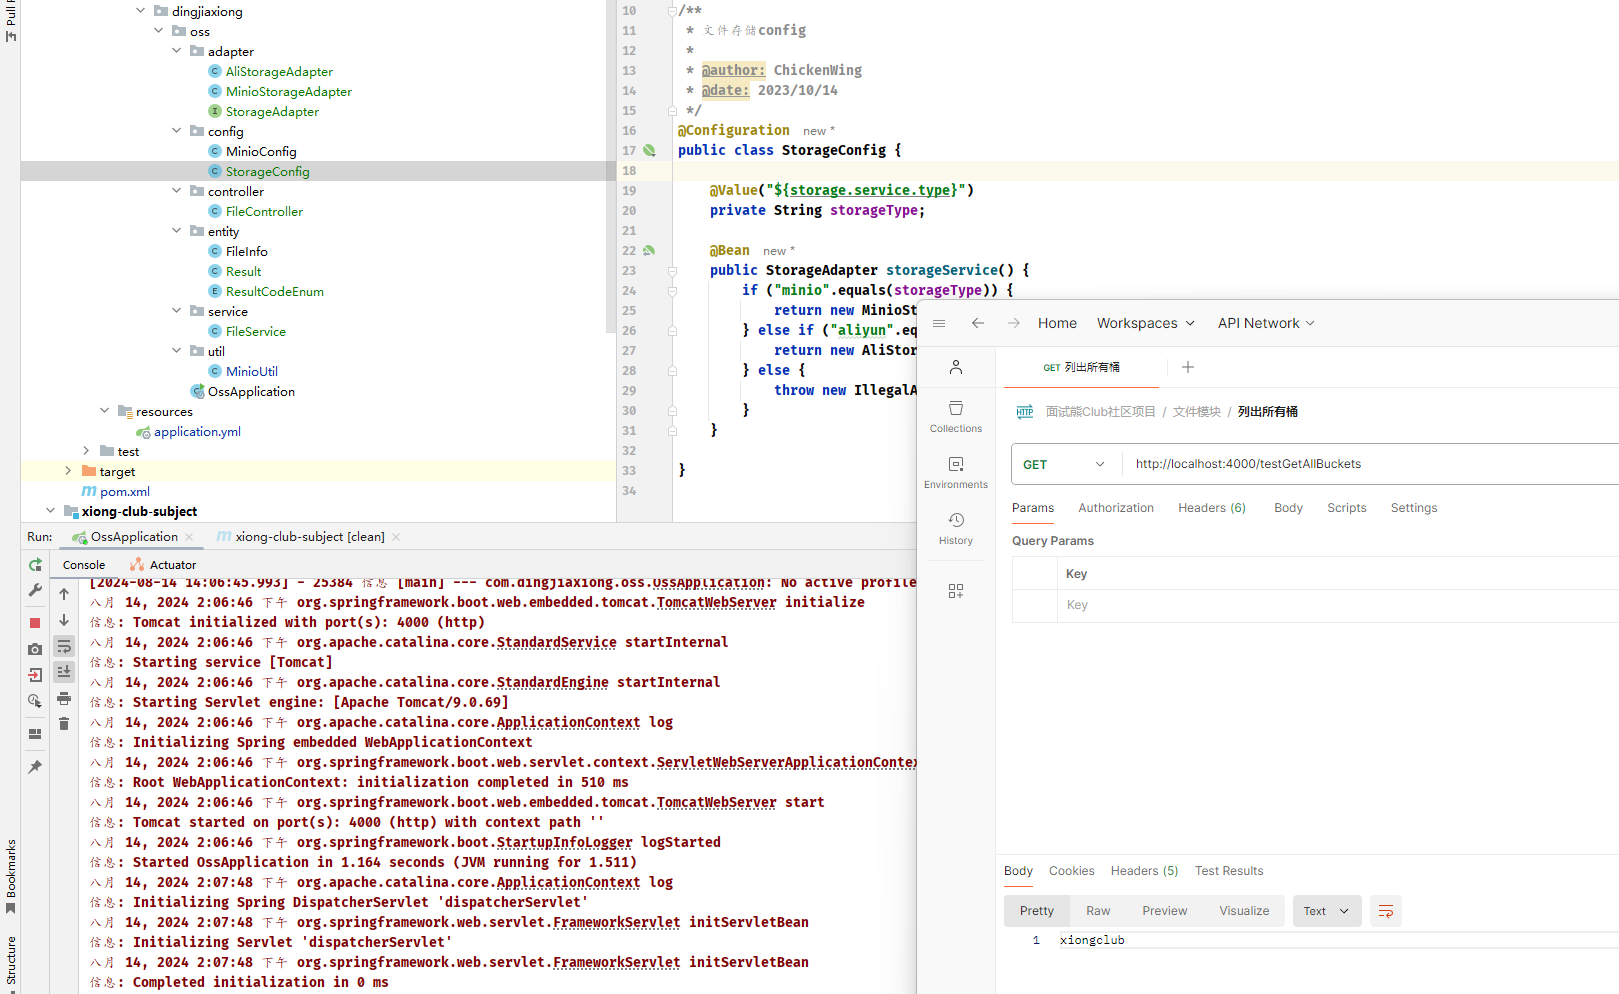 Pull R
dingjiaxiong
oss
adapter
AliStorageAdapter
MinioStorageAdapter
StorageAdapter
config
MinioConfig
StorageConfig
controller
FileController
entity
FileInfo
Result
ResultCodeEnum
service
FileService
util
MinioUtil
OssApplication
resources
application.yml
test
target
pom.xml
xiong-club-subject
10 /**
11 * 文件存储config
12 *
13 * @author: ChickenWing
14 * @date: 2023/10/14
15 */
16 @Configuration new *
17 public class StorageConfig {
18
19 @Value("${storage.service.type}")
20 private String storageType;
21
22 @Bean new *
23 public StorageAdapter storageService() {
24 if ("minio".equals(storageType)) {
25 return new MinioSt
26 } else if ("aliyun".eq
27 return new AliStor
28 } else {
29 throw new IllegalA
30 }
31 }
32
33 }
34
Run: OssApplication xiong-club-subject [clean]
Console Actuator
[2024-08-14 14:06:45.993] - 25384 信息 [main] --- com.dingjiaxiong.oss.OssApplication: No active profile
八月 14, 2024 2:06:46 下午 org.springframework.boot.web.embedded.tomcat.TomcatWebServer initialize
信息: Tomcat initialized with port(s): 4000 (http)
八月 14, 2024 2:06:46 下午 org.apache.catalina.core.StandardService startInternal
信息: Starting service [Tomcat]
八月 14, 2024 2:06:46 下午 org.apache.catalina.core.StandardEngine startInternal
信息: Starting Servlet engine: [Apache Tomcat/9.0.69]
八月 14, 2024 2:06:46 下午 org.apache.catalina.core.ApplicationContext log
信息: Initializing Spring embedded WebApplicationContext
八月 14, 2024 2:06:46 下午 org.springframework.boot.web.servlet.context.ServletWebServerApplicationContex
信息: Root WebApplicationContext: initialization completed in 510 ms
八月 14, 2024 2:06:46 下午 org.springframework.boot.web.embedded.tomcat.TomcatWebServer start
信息: Tomcat started on port(s): 4000 (http) with context path ''
八月 14, 2024 2:06:46 下午 org.springframework.boot.StartupInfoLogger logStarted
信息: Started OssApplication in 1.164 seconds (JVM running for 1.511)
八月 14, 2024 2:07:48 下午 org.apache.catalina.core.ApplicationContext log
信息: Initializing Spring DispatcherServlet 'dispatcherServlet'
八月 14, 2024 2:07:48 下午 org.springframework.web.servlet.FrameworkServlet initServletBean
信息: Initializing Servlet 'dispatcherServlet'
八月 14, 2024 2:07:48 下午 org.springframework.web.servlet.FrameworkServlet initServletBean
信息: Completed initialization in 0 ms
Bookmarks
Structure
Home Workspaces API Network
GET 列出所有桶
Collections
Environments
History
HTTP 面试熊Club社区项目 / 文件模块 / 列出所有桶
GET http://localhost:4000/testGetAllBuckets
Params Authorization Headers (6) Body Scripts Settings
Query Params
Key
Key
Body Cookies Headers (5) Test Results
Pretty Raw Preview Visualize Text
1 xiongclub